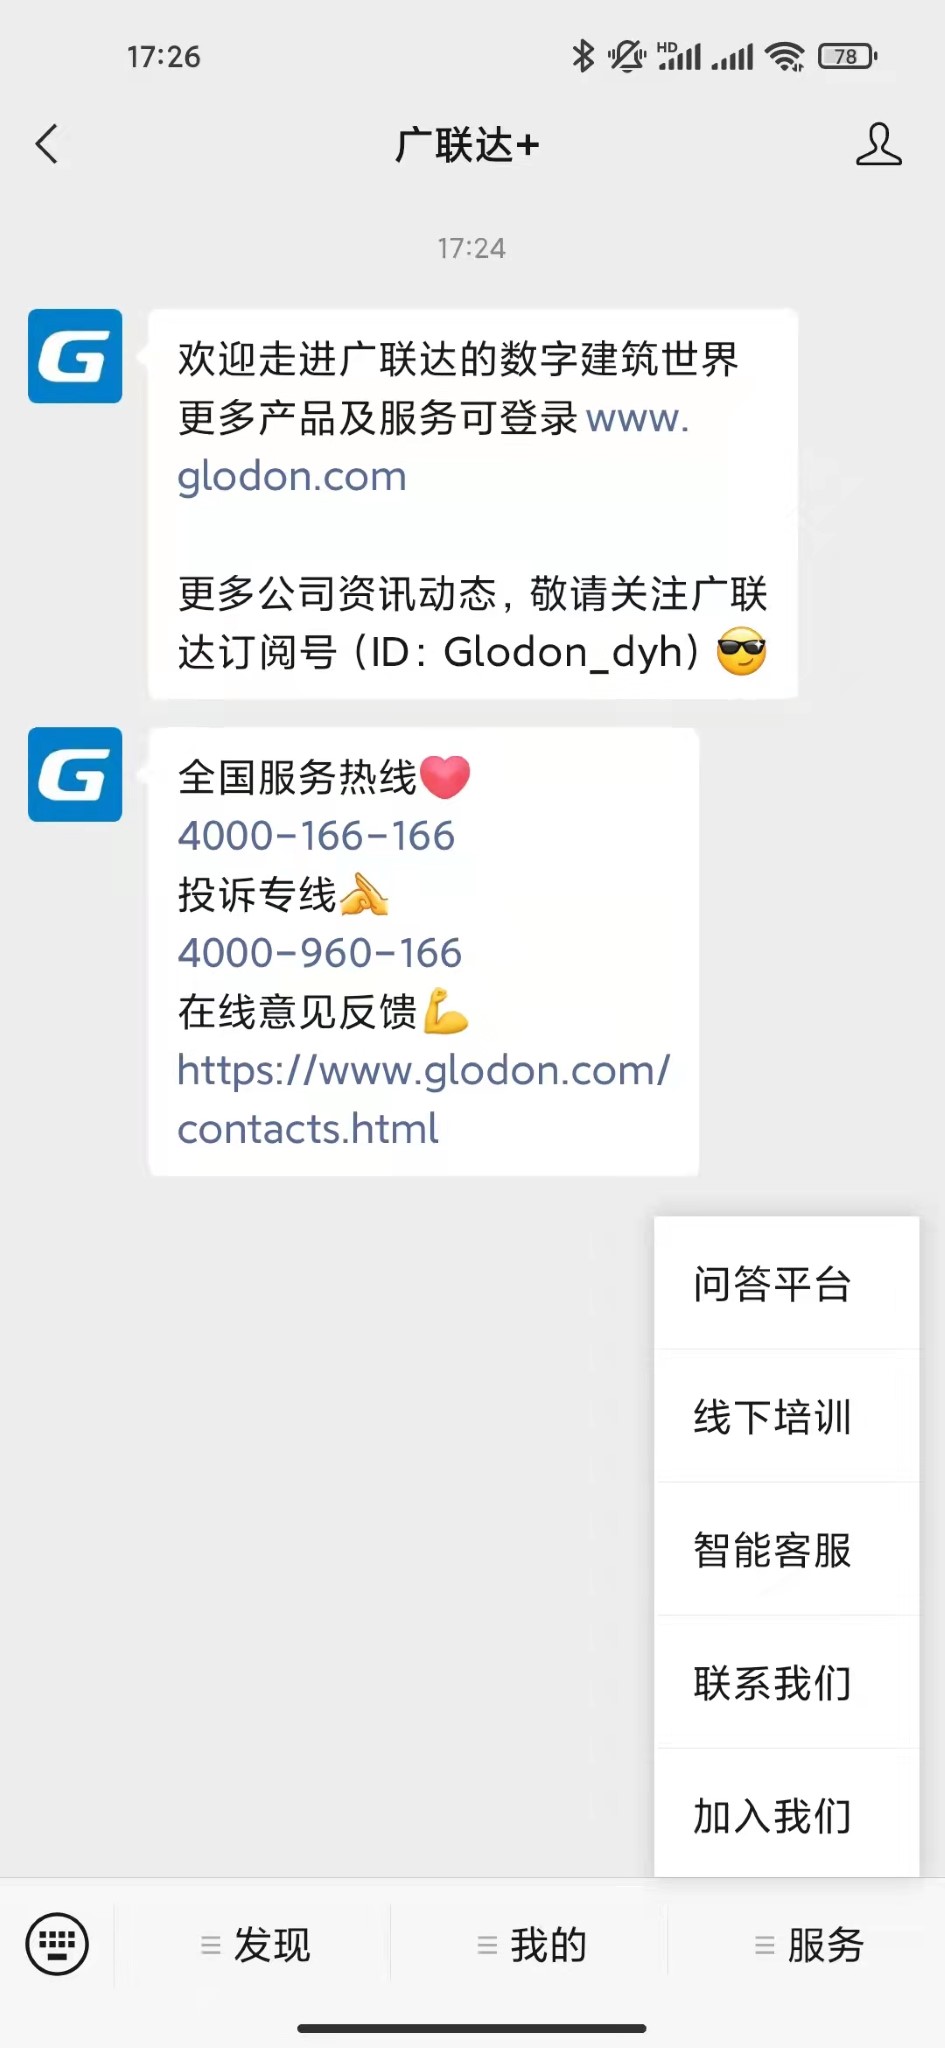 17:26
HD
78
广联达+
17:24
欢迎走进广联达的数字建筑世界
更多产品及服务可登录www.
glodon.com
更多公司资讯动态，敬请关注广联
达订阅号（ID：Glodon_dyh）😎
全国服务热线❤
4000-166-166
投诉专线
4000-960-166
在线意见反馈💪
https://www.glodon.com/
contacts.html
问答平台
线下培训
智能客服
联系我们
加入我们
发现
我的
服务